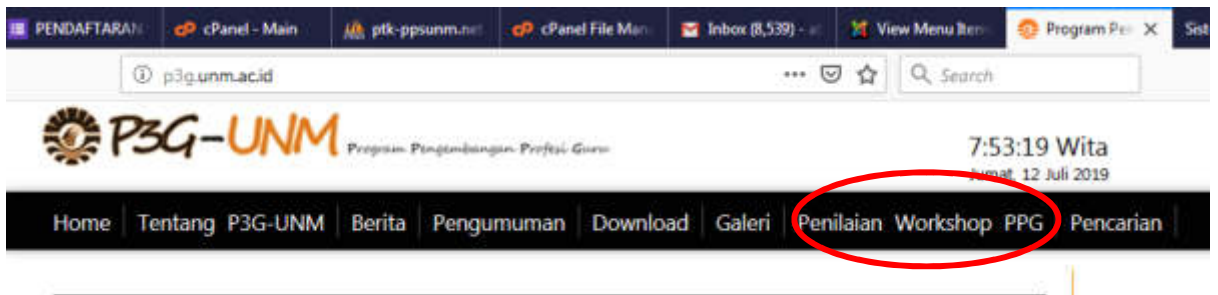 PENDAFTARAN cPanel - Main ptk-ppsunm.net cPanel File Man Inbox (8,539) - View Menu Item Program Pe Sist
p3g.unm.ac.id Search
P3G-UNM Program Pengembangan Profesi Guru
7:53:19 Wita
Jumat, 12 Juli 2019
Home Tentang P3G-UNM Berita Pengumuman Download Galeri Penilaian Workshop PPG Pencarian